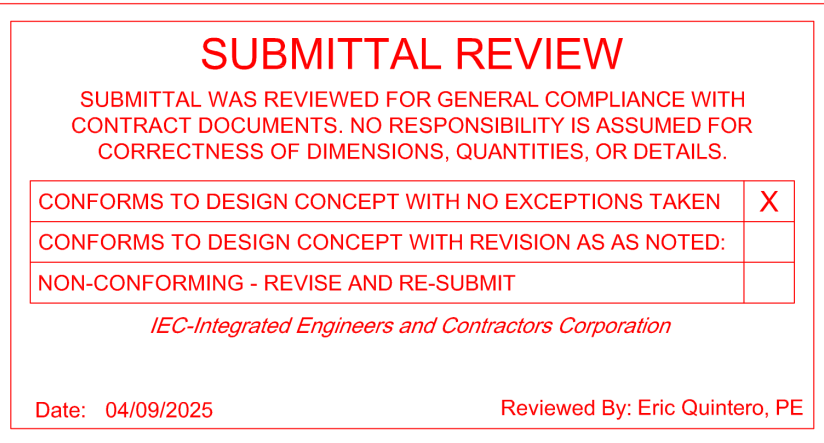 SUBMITTAL REVIEW
SUBMITTAL WAS REVIEWED FOR GENERAL COMPLIANCE WITH
CONTRACT DOCUMENTS. NO RESPONSIBILITY IS ASSUMED FOR
CORRECTNESS OF DIMENSIONS, QUANTITIES, OR DETAILS.
CONFORMS TO DESIGN CONCEPT WITH NO EXCEPTIONS TAKEN X
CONFORMS TO DESIGN CONCEPT WITH REVISION AS AS NOTED:
NON-CONFORMING - REVISE AND RE-SUBMIT
IEC-Integrated Engineers and Contractors Corporation
Date: 04/09/2025 Reviewed By: Eric Quintero, PE